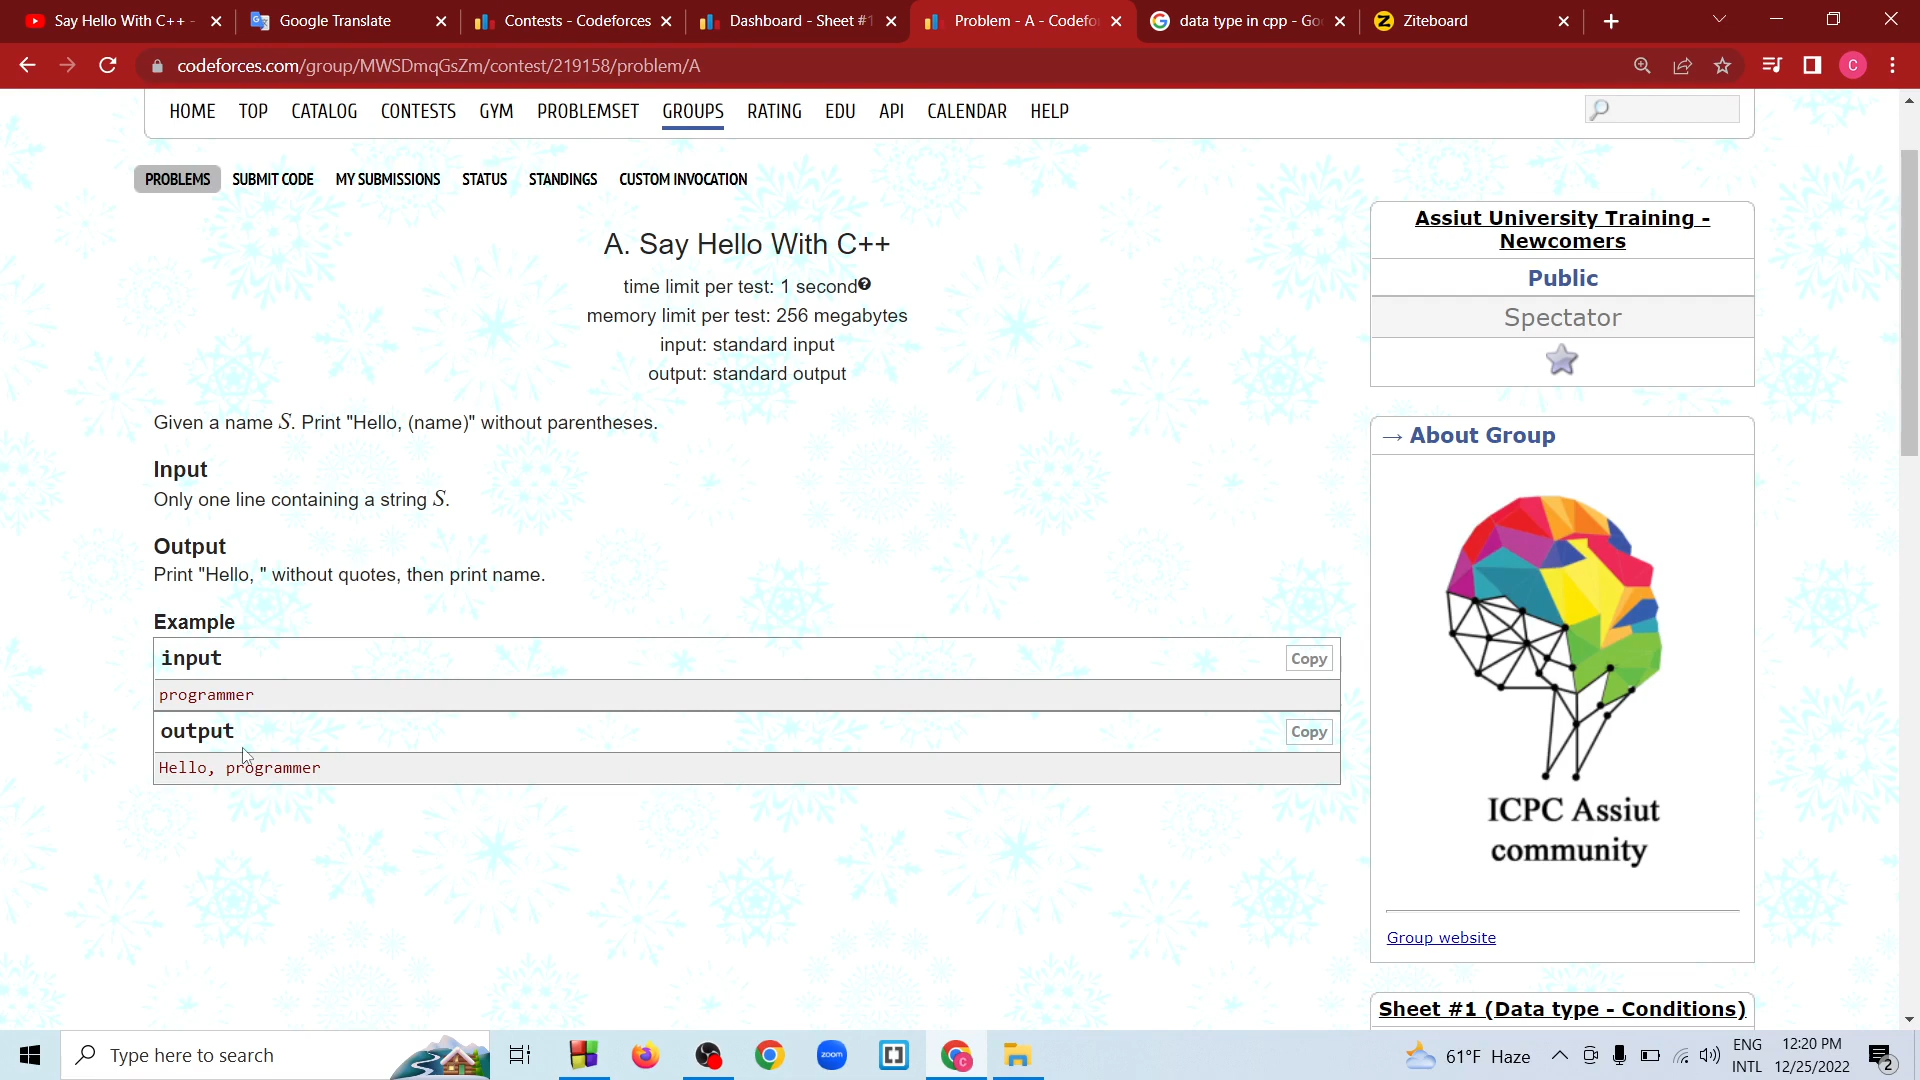 Say Hello With C++ -
Google Translate
Contests - Codeforces
Dashboard - Sheet #1
Problem - A - Codefo
data type in cpp - Go
Ziteboard
codeforces.com/group/MWSDmqGsZm/contest/219158/problem/A
C
HOME TOP CATALOG CONTESTS GYM PROBLEMSET GROUPS RATING EDU API CALENDAR HELP
PROBLEMS SUBMIT CODE MY SUBMISSIONS STATUS STANDINGS CUSTOM INVOCATION
A. Say Hello With C++
time limit per test: 1 second?
memory limit per test: 256 megabytes
input: standard input
output: standard output
Given a name S. Print "Hello, (name)" without parentheses.
Input
Only one line containing a string S.
Output
Print "Hello, " without quotes, then print name.
Example
input
Copy
programmer
output
Copy
Hello, programmer
Assiut University Training -
Newcomers
Public
Spectator
→ About Group
ICPC Assiut
community
Group website
Sheet #1 (Data type - Conditions)
Type here to search
zoom
C
61°F Haze
ENG
INTL
12:20 PM
12/25/2022
2